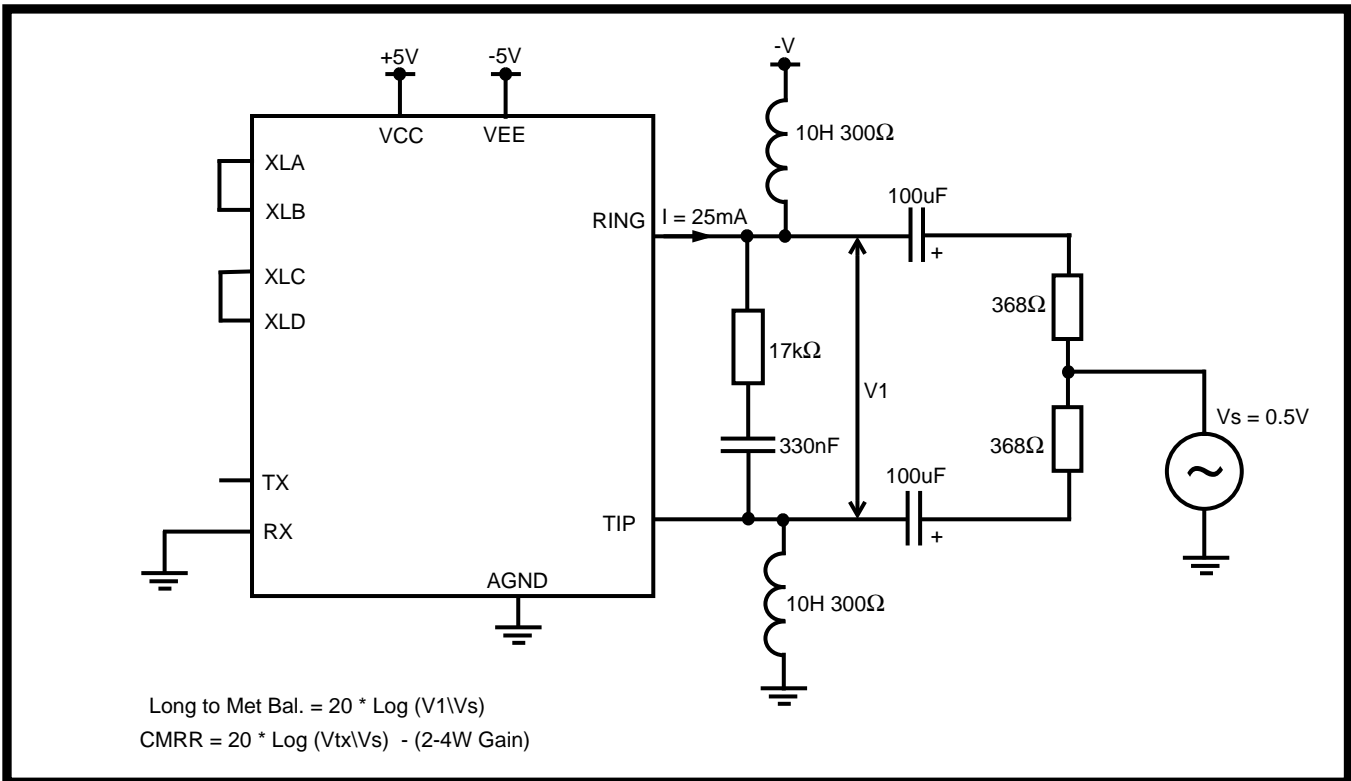 +5V
-5V
-V
VCC
VEE
10H 300Ω
XLA
XLB
100uF
RING
I = 25mA
+
XLC
368Ω
XLD
17kΩ
V1
Vs = 0.5V
330nF
368Ω
100uF
TX
TIP
RX
+
AGND
10H 300Ω
Long to Met Bal. = 20 * Log (V1\Vs)
CMRR = 20 * Log (Vtx\Vs) - (2-4W Gain)